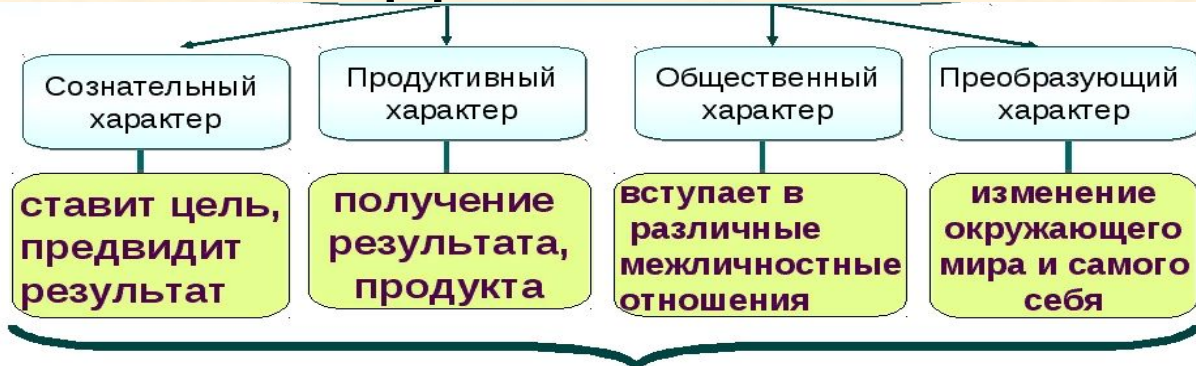 Сознательный
характер
Продуктивный
характер
Общественный
характер
Преобразующий
характер
ставит цель,
предвидит
результат
получение
результата,
продукта
вступает в
различные
межличностные
отношения
изменение
окружающего
мира и самого
себя